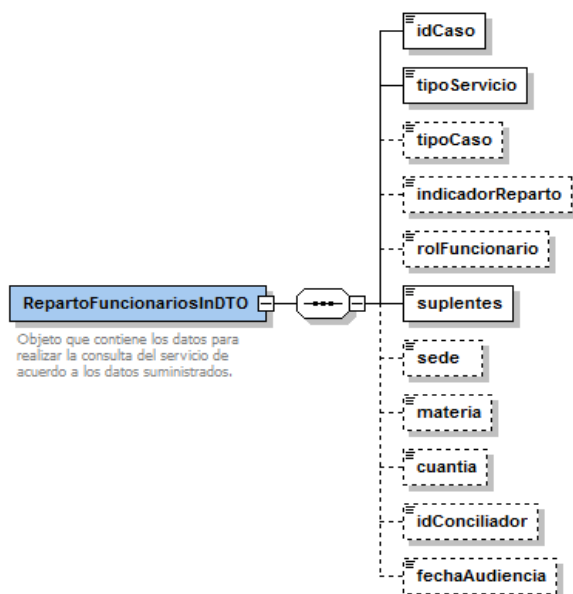 idCaso
tipoServicio
tipoCaso
indicadorReparto
rolFuncionario
RepartoFuncionariosInDTO
Objeto que contiene los datos para
realizar la consulta del servicio de
acuerdo a los datos suministrados.
suplentes
sede
materia
cuantia
idConciliador
fechaAudiencia